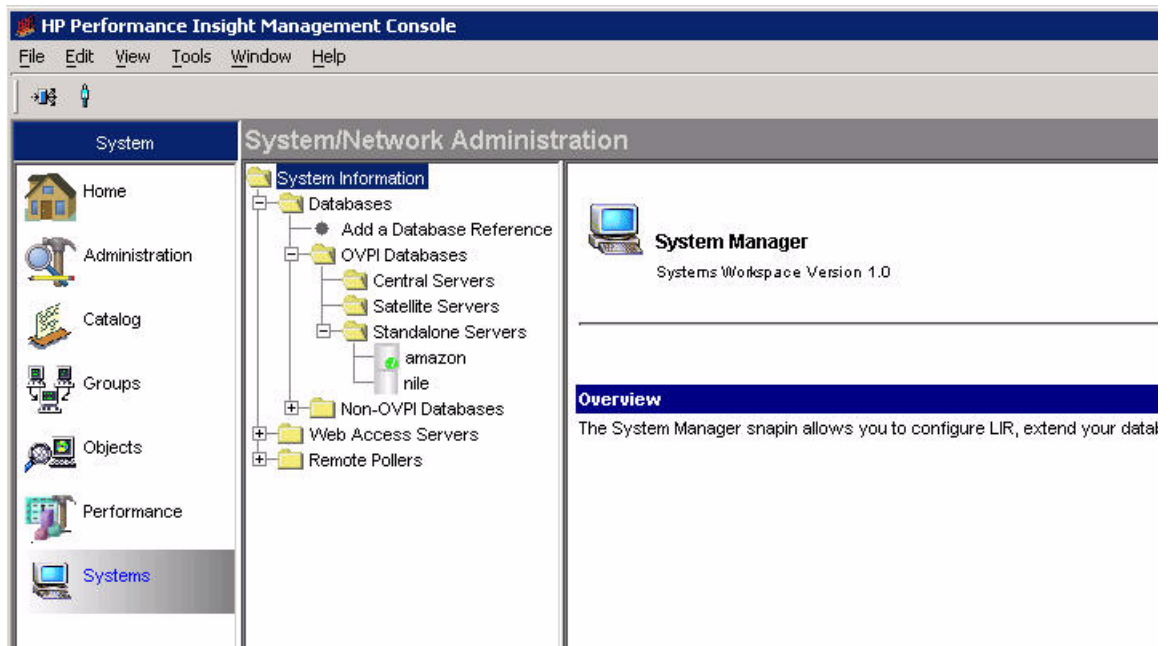 HP Performance Insight Management Console
File Edit View Tools Window Help
System
System/Network Administration
Home
Administration
Catalog
Groups
Objects
Performance
Systems
System Information
Databases
Add a Database Reference
OVPI Databases
Central Servers
Satellite Servers
Standalone Servers
amazon
nile
Non-OVPI Databases
Web Access Servers
Remote Pollers
System Manager
Systems Workspace Version 1.0
Overview
The System Manager snapin allows you to configure LIR, extend your datab